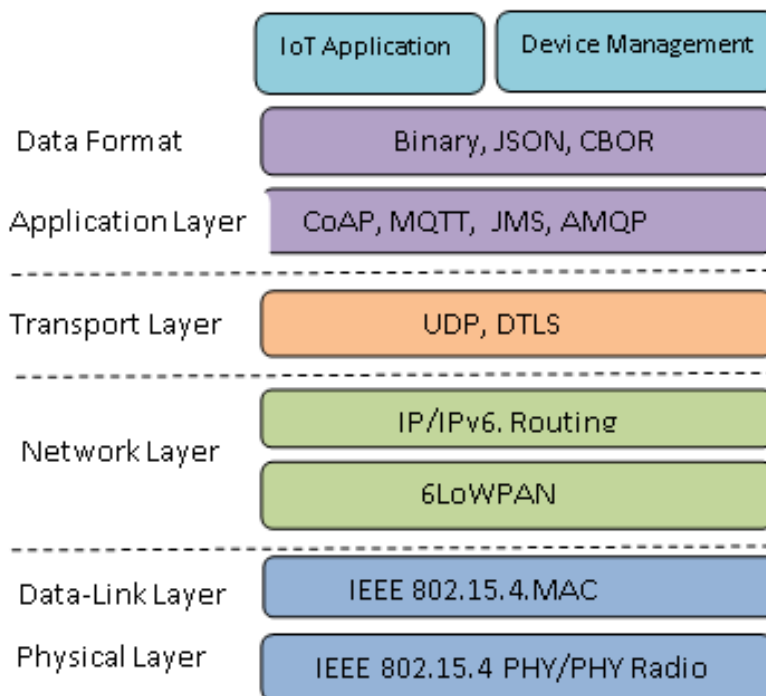 IoT Application
Device Management
Data Format
Binary, JSON, CBOR
Application Layer
CoAP, MQTT, JMS, AMQP
Transport Layer
UDP, DTLS
Network Layer
IP/IPv6. Routing
6LoWPAN
Data-Link Layer
IEEE 802.15.4.MAC
Physical Layer
IEEE 802.15.4 PHY/PHY Radio